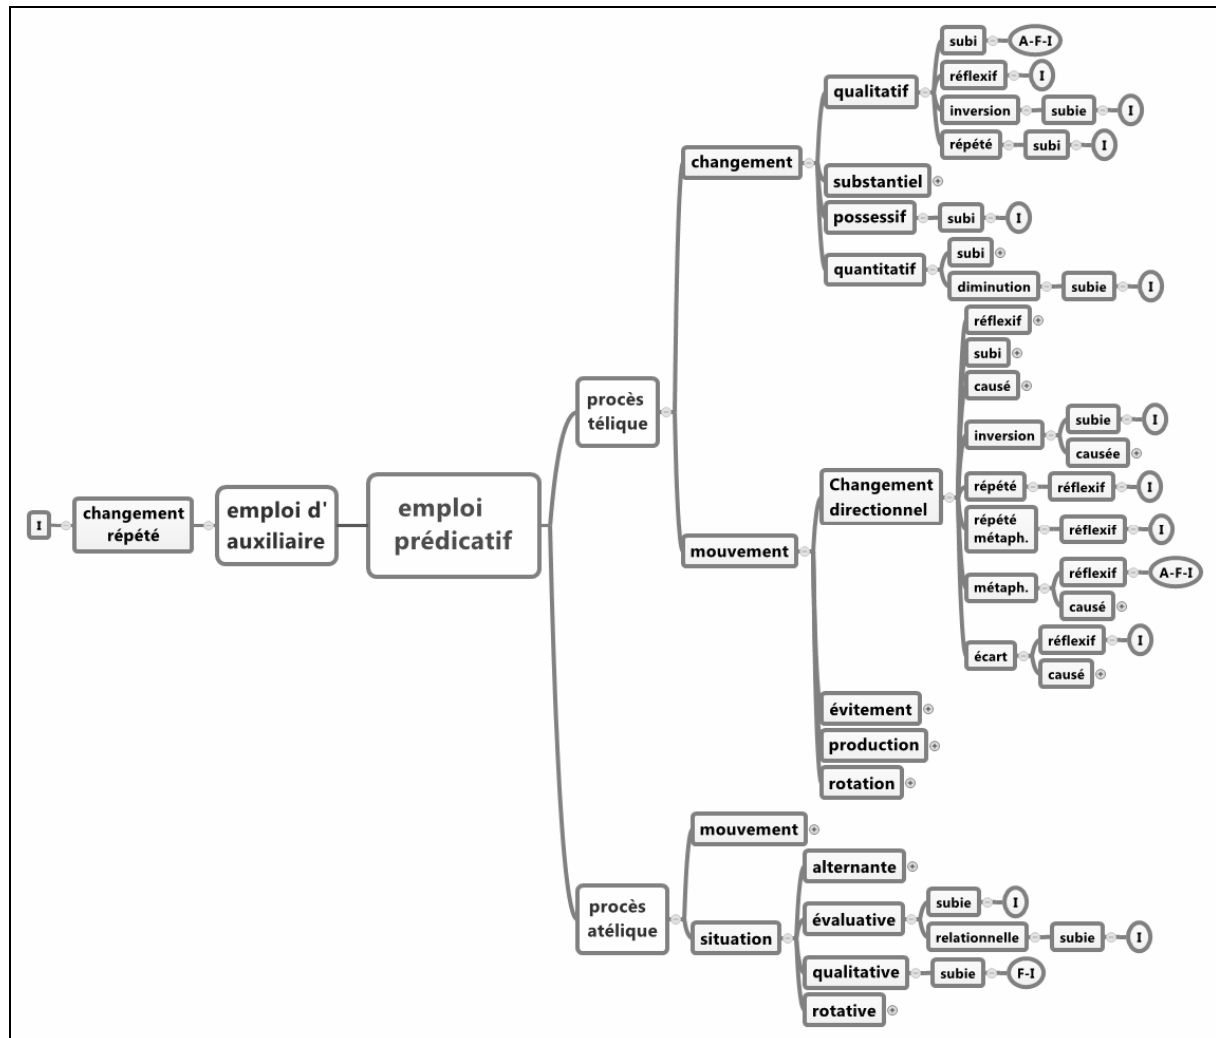 subi
A-F-I
réflexif
I
qualitatif
inversion
subie
I
répété
subi
I
changement
substantiel
possessif
subi
I
quantitatif
subi
diminution
subie
I
réflexif
subi
causé
procès
télique
inversion
subie
I
causée
Changement
directionnel
répété
réflexif
I
répété
métaph.
réflexif
I
mouvement
métaph.
réflexif
A-F-I
causé
écart
réflexif
I
causé
évitement
production
rotation
I
changement
répété
emploi d'
auxiliaire
emploi
prédicatif
mouvement
procès
atélique
situation
alternante
évaluative
subie
I
relationnelle
subie
I
qualitative
subie
F-I
rotative